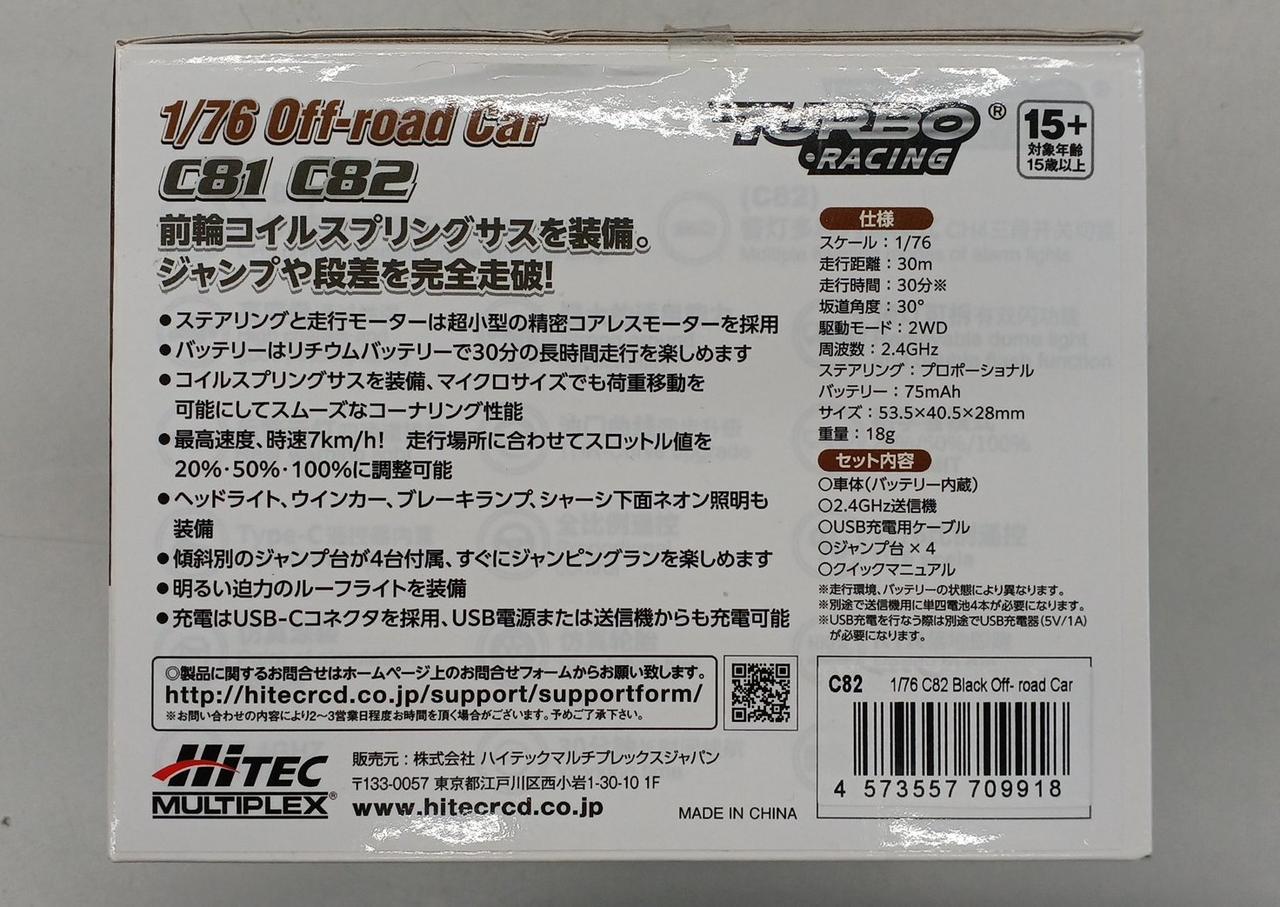 1/76 Off-road Car
C81 C82
前輪コイルスプリングサスを装備。
ジャンプや段差を完全走破!
●ステアリングと走行モーターは超小型の精密コアレスモーターを採用
●バッテリーはリチウムバッテリーで30分の長時間走行を楽しめます
●コイルスプリングサスを装備、マイクロサイズでも荷重移動を
可能にしてスムーズなコーナリング性能
●最高速度、時速7km/h! 走行場所に合わせてスロットル値を
20%・50%・100%に調整可能
●ヘッドライト、ウインカー、ブレーキランプ、シャーシ下面ネオン照明も
装備
●傾斜別のジャンプ台が4台付属、すぐにジャンピングランを楽しめます
●明るい迫力のルーフライトを装備
●充電はUSB-Cコネクタを採用、USB電源または送信機からも充電可能
TURBO®
RACING
15+
対象年齢
15歳以上
仕様
スケール:1/76
走行距離:30m
走行時間:30分※
坂道角度:30°
駆動モード:2WD
周波数:2.4GHz
ステアリング:プロポーショナル
バッテリー:75mAh
サイズ:53.5×40.5×28mm
重量:18g
セット内容
○車体(バッテリー内蔵)
○2.4GHz送信機
○USB充電用ケーブル
○ジャンプ台×4
○クイックマニュアル
※走行環境、バッテリーの状態により異なります。
※別途で送信機用に単四電池4本が必要になります。
※USB充電を行なう際は別途でUSB充電器(5V/1A)
が必要になります。
◎製品に関するお問合せはホームページ上のお問合せフォームからお願い致します。
http://hitecrcd.co.jp/support/supportform/
※お問い合わせの内容により2〜3営業日程度お時間を頂く場合がございます。予めご了承下さい。
HiTEC
MULTIPLEX®
販売元:株式会社 ハイテックマルチプレックスジャパン
〒133-0057 東京都江戸川区西小岩1-30-10 1F
www.hitecrcd.co.jp
MADE IN CHINA
C82 1/76 C82 Black Off- road Car
4 573557 709918